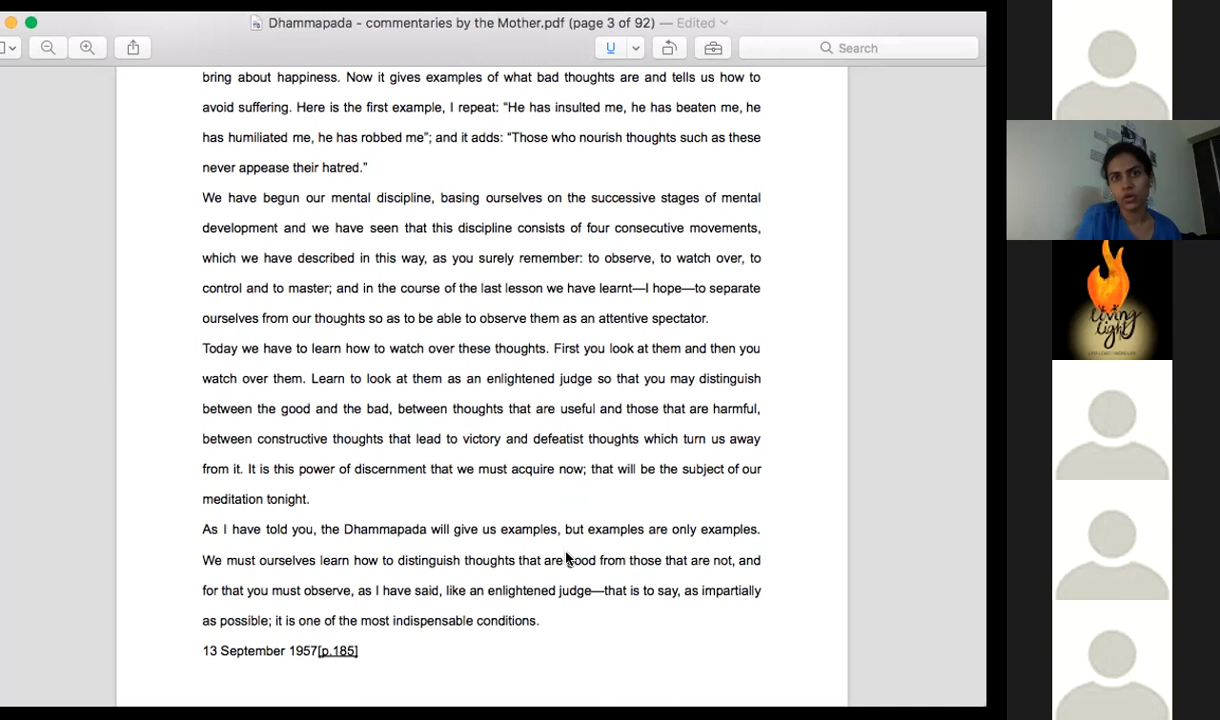 Dhammapada - commentaries by the Mother.pdf (page 3 of 92) — Edited
Search
bring about happiness. Now it gives examples of what bad thoughts are and tells us how to
avoid suffering. Here is the first example, I repeat: “He has insulted me, he has beaten me, he
has humiliated me, he has robbed me”; and it adds: “Those who nourish thoughts such as these
never appease their hatred.”
We have begun our mental discipline, basing ourselves on the successive stages of mental
development and we have seen that this discipline consists of four consecutive movements,
which we have described in this way, as you surely remember: to observe, to watch over, to
control and to master; and in the course of the last lesson we have learnt—I hope—to separate
ourselves from our thoughts so as to be able to observe them as an attentive spectator.
Today we have to learn how to watch over these thoughts. First you look at them and then you
watch over them. Learn to look at them as an enlightened judge so that you may distinguish
between the good and the bad, between thoughts that are useful and those that are harmful,
between constructive thoughts that lead to victory and defeatist thoughts which turn us away
from it. It is this power of discernment that we must acquire now; that will be the subject of our
meditation tonight.
As I have told you, the Dhammapada will give us examples, but examples are only examples.
We must ourselves learn how to distinguish thoughts that are good from those that are not, and
for that you must observe, as I have said, like an enlightened judge—that is to say, as impartially
as possible; it is one of the most indispensable conditions.
13 September 1957[p.185]
living
light